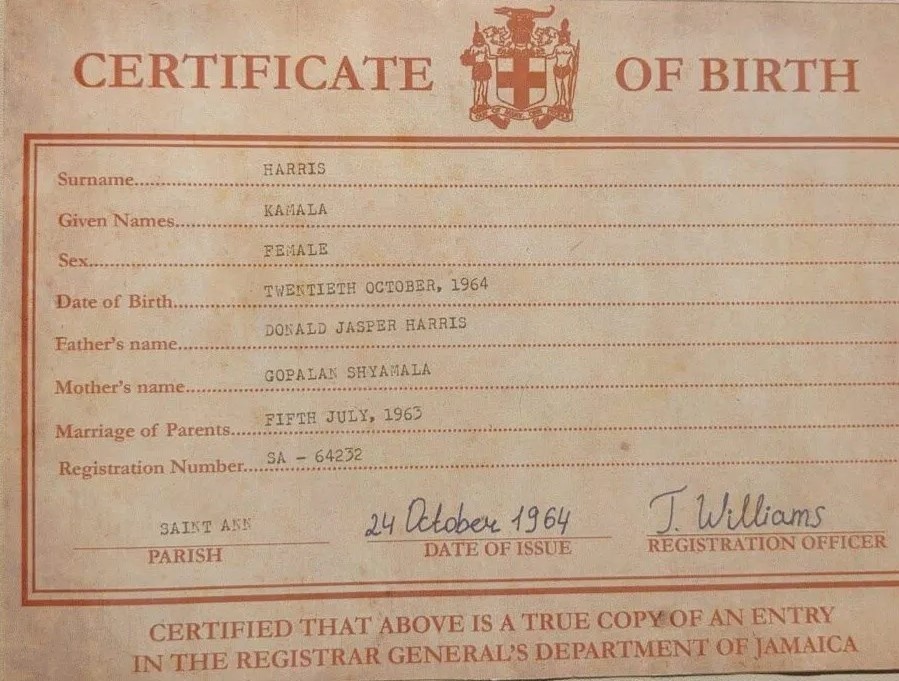 CERTIFICATE OF BIRTH
Surname HARRIS
Given Names KAMALA
Sex FEMALE
Date of Birth TWENTIETH OCTOBER, 1964
Father's name DONALD JASPER HARRIS
Mother's name GOPALAN SHYAMALA
Marriage of Parents FIFTH JULY, 1963
Registration Number SA - 64232
SAINT ANN 24 October 1964 J. Williams
PARISH DATE OF ISSUE REGISTRATION OFFICER
CERTIFIED THAT ABOVE IS A TRUE COPY OF AN ENTRY
IN THE REGISTRAR GENERAL'S DEPARTMENT OF JAMAICA